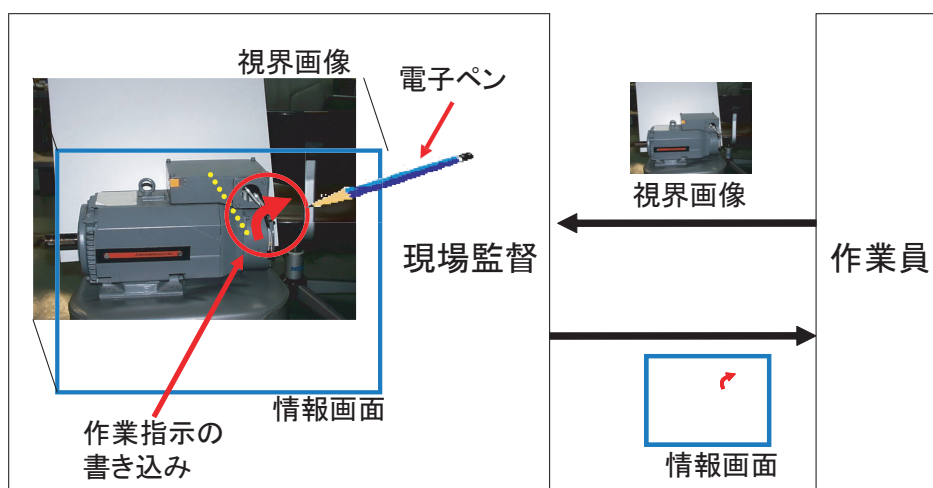 視界画像
電子ペン
現場監督
情報画面
作業指示の
書き込み
視界画像
作業員
情報画面